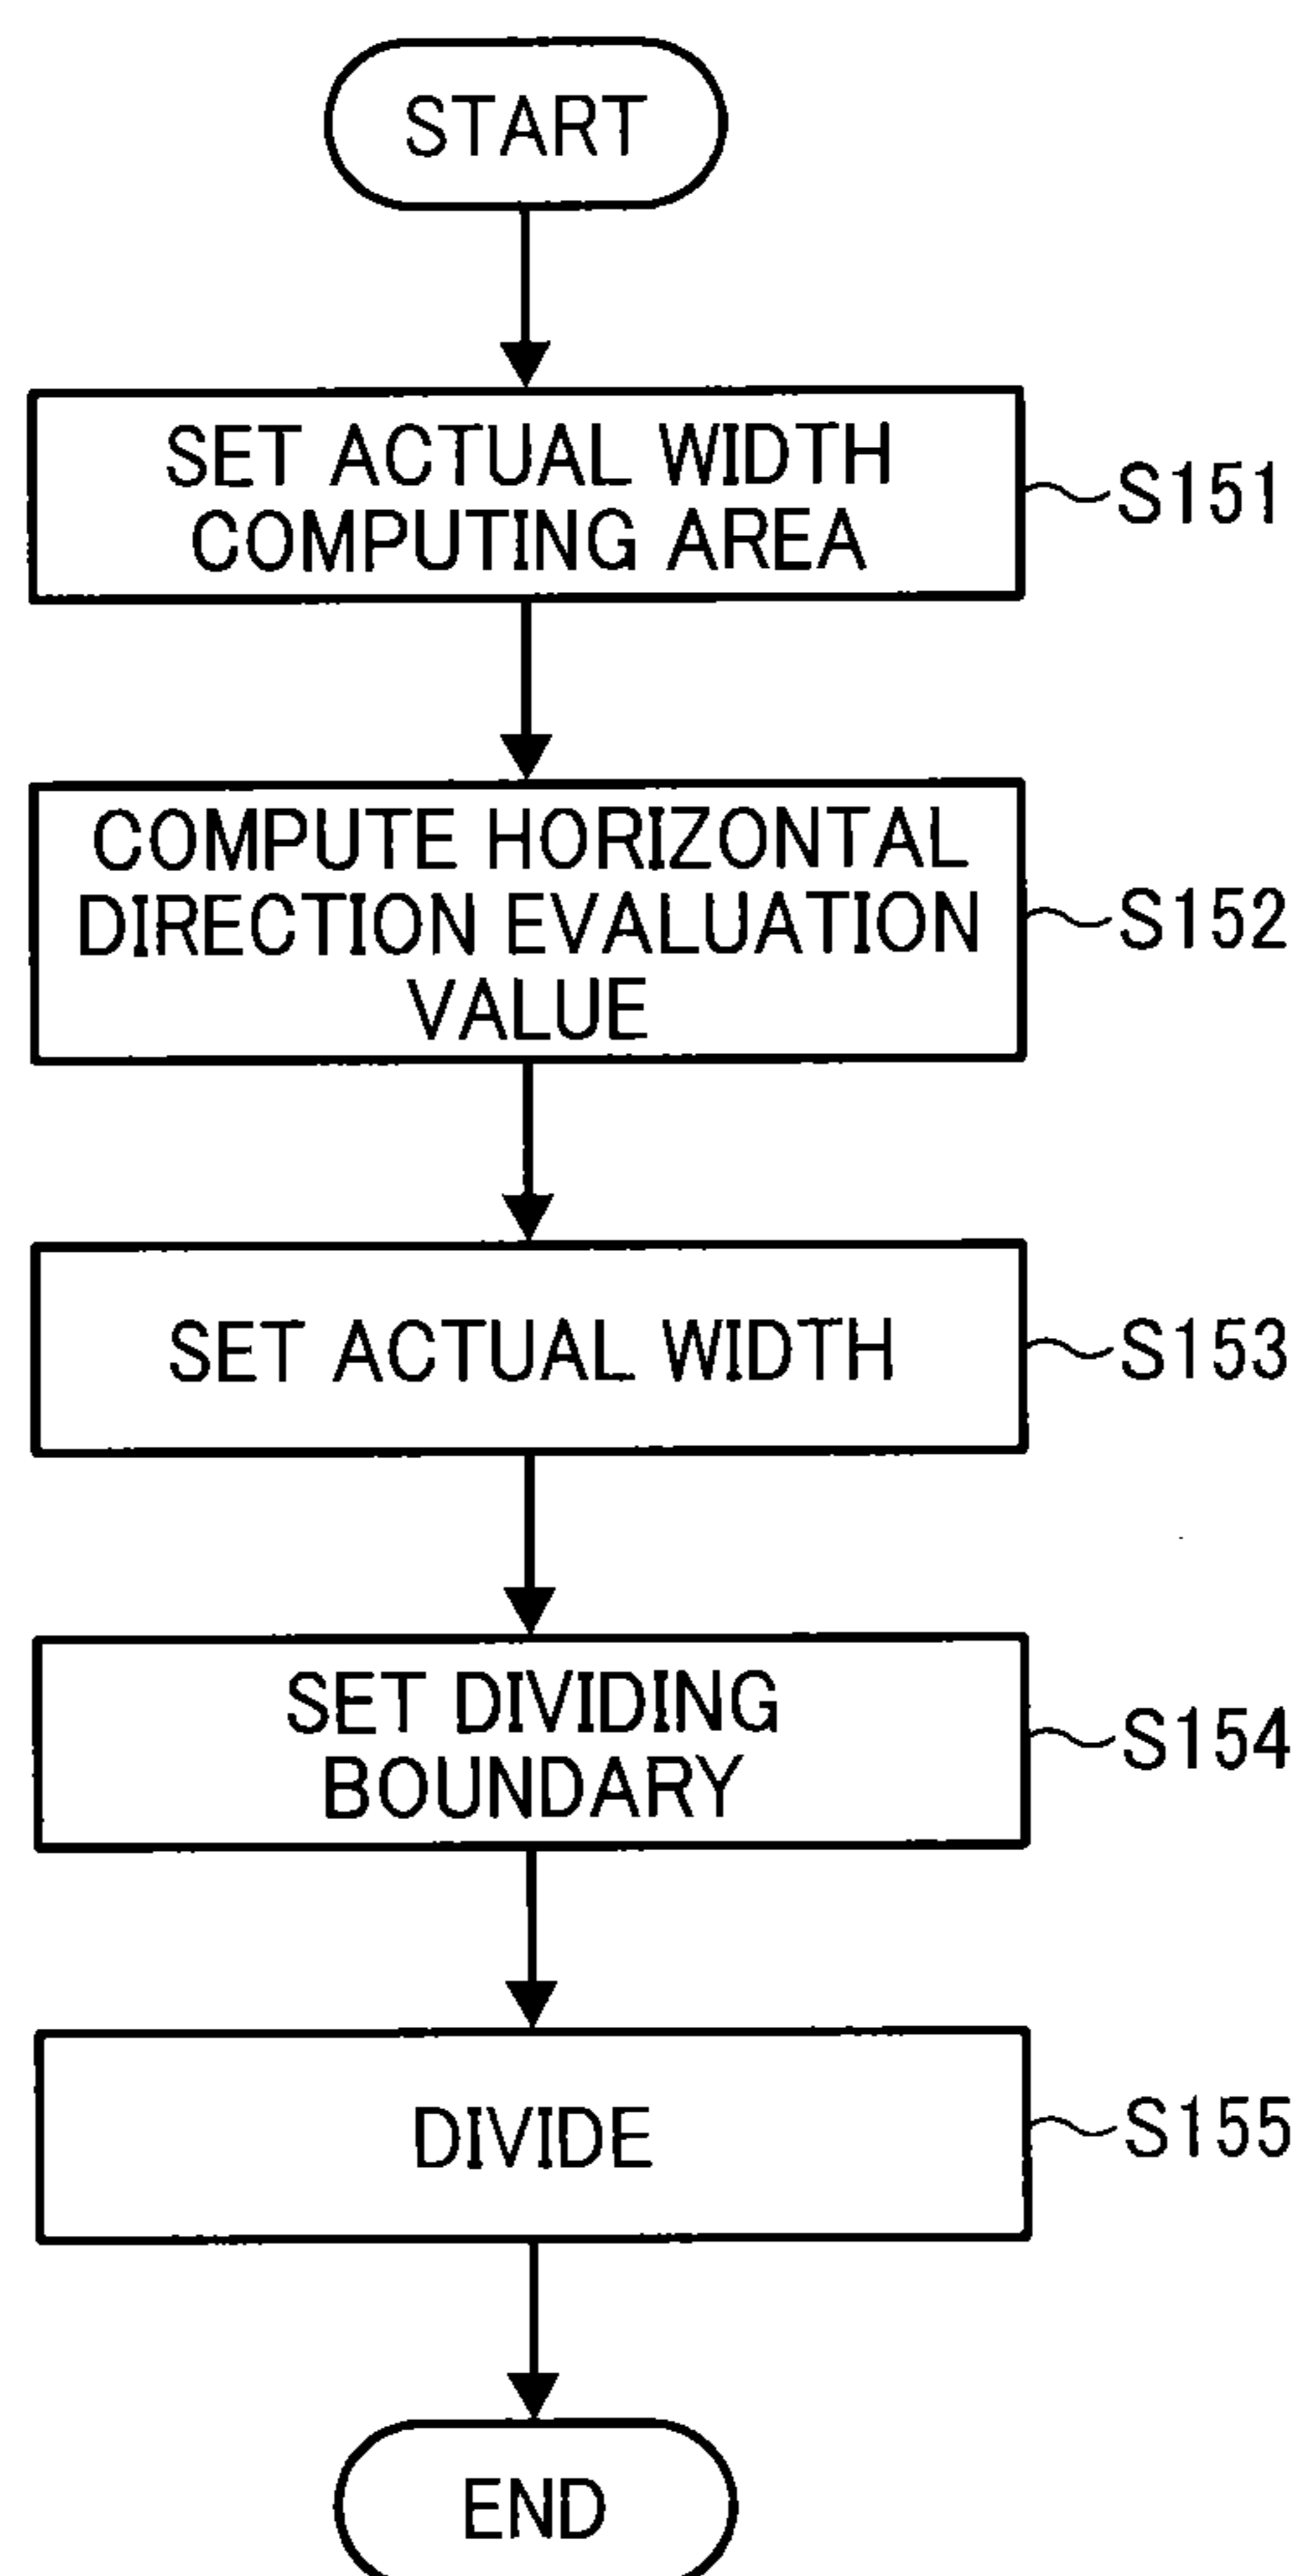 START
SET ACTUAL WIDTH
COMPUTING AREA
S151
COMPUTE HORIZONTAL
DIRECTION EVALUATION
VALUE
S152
SET ACTUAL WIDTH
S153
SET DIVIDING
BOUNDARY
S154
DIVIDE
S155
END